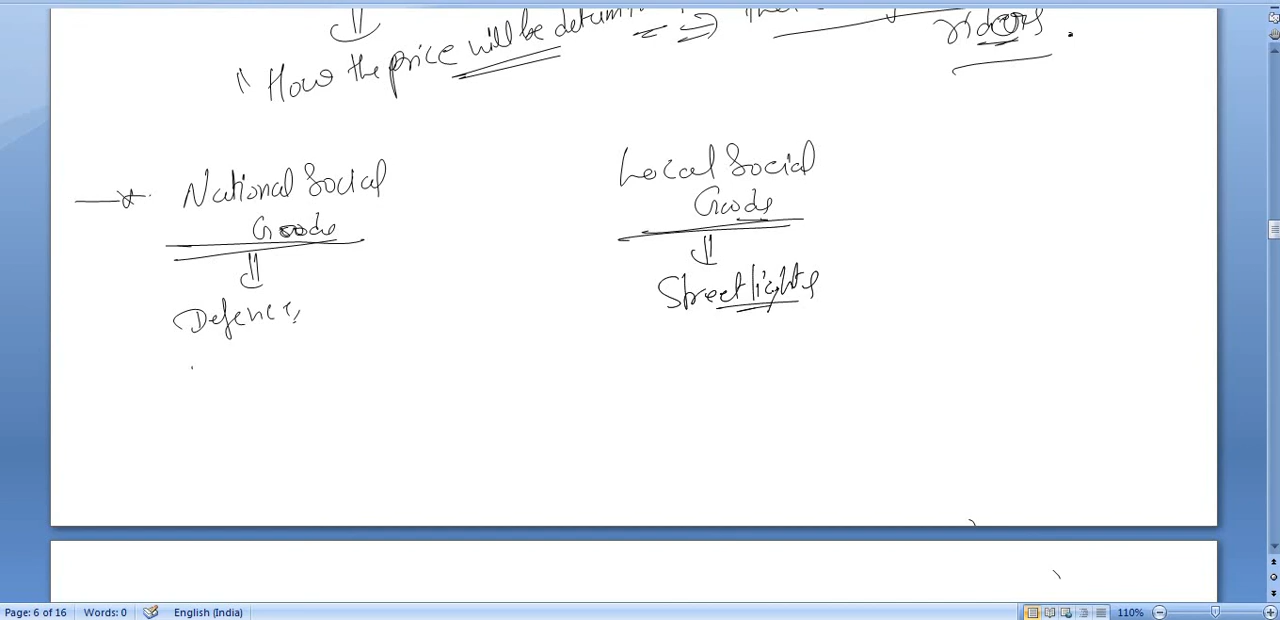 riders.
"How the price will be
National Social
Goods
Defence,
Local Social
Goods
Streetlights
Page: 6 of 16 Words: 0 English (India) 110%